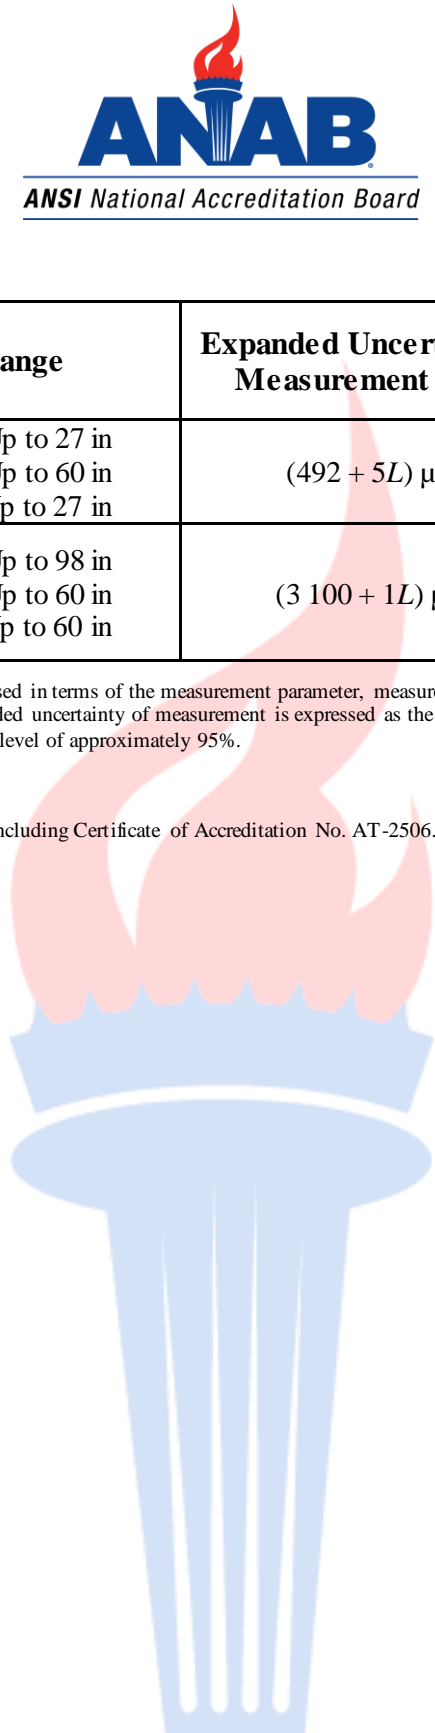 ANAB
ANSI National Accreditation Board
ange
Expanded Uncert
Measurement
Up to 27 in
Up to 60 in
Up to 27 in
(492 + 5L) μ
Up to 98 in
Up to 60 in
Up to 60 in
(3 100 + 1L) μ
sed in terms of the measurement parameter, measure
ded uncertainty of measurement is expressed as the
level of approximately 95%.
ncluding Certificate of Accreditation No. AT-2506.